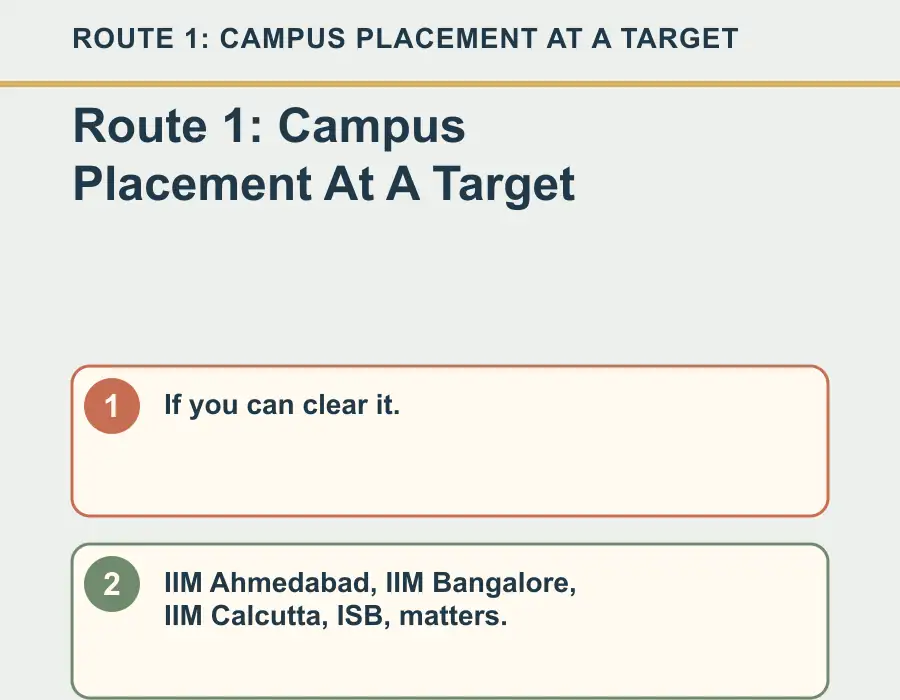 ROUTE 1: CAMPUS PLACEMENT AT A TARGET
Route 1: Campus
Placement At A Target
1
If you can clear it.
2
IIM Ahmedabad, IIM Bangalore,
IIM Calcutta, ISB, matters.